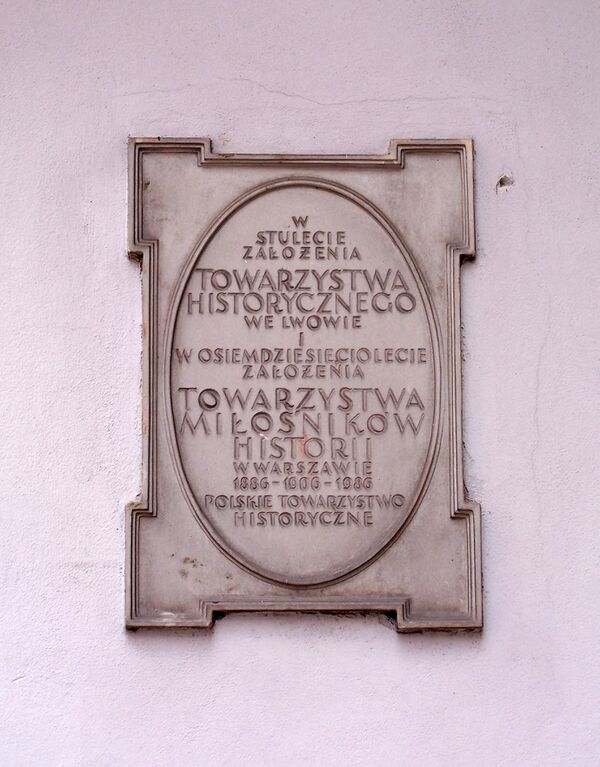 W
STULECIE
ZAŁOŻENIA
TOWARZYSTWA
HISTORYCZNEGO
WE LWOWIE
I
W OSIEMDZIESIĘCIOLECIE
ZAŁOŻENIA
TOWARZYSTWA
MIŁOŚNIKÓW
HISTORII
W WARSZAWIE
1886-1906-1986
POLSKIE TOWARZYSTWO
HISTORYCZNE